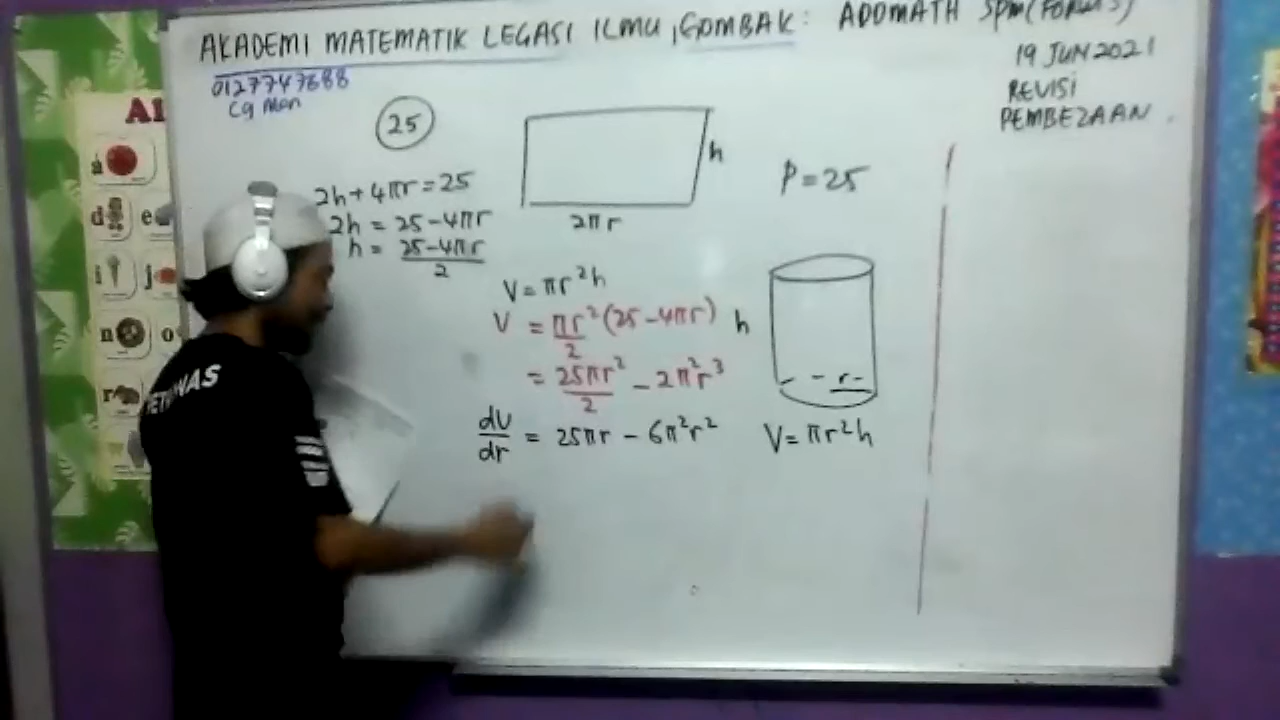 AKADEMI MATEMATIK LEGASI ILMU, GOMBAK: ADDMATH SPM (FORM 5)
0127747688
Cg Man
19 JUN 2021
REVISI
PEMBEZAAN.
25
h
2πr
P = 25
2h + 4πr = 25
2h = 25 - 4πr
h = (25 - 4πr)/2
V = πr²h
V = πr²/2 (25 - 4πr)
= 25πr²/2 - 2π²r³
dV/dr = 25πr - 6π²r²
h
r
V = πr²h
A
a
d
e
i
j
n
o
r